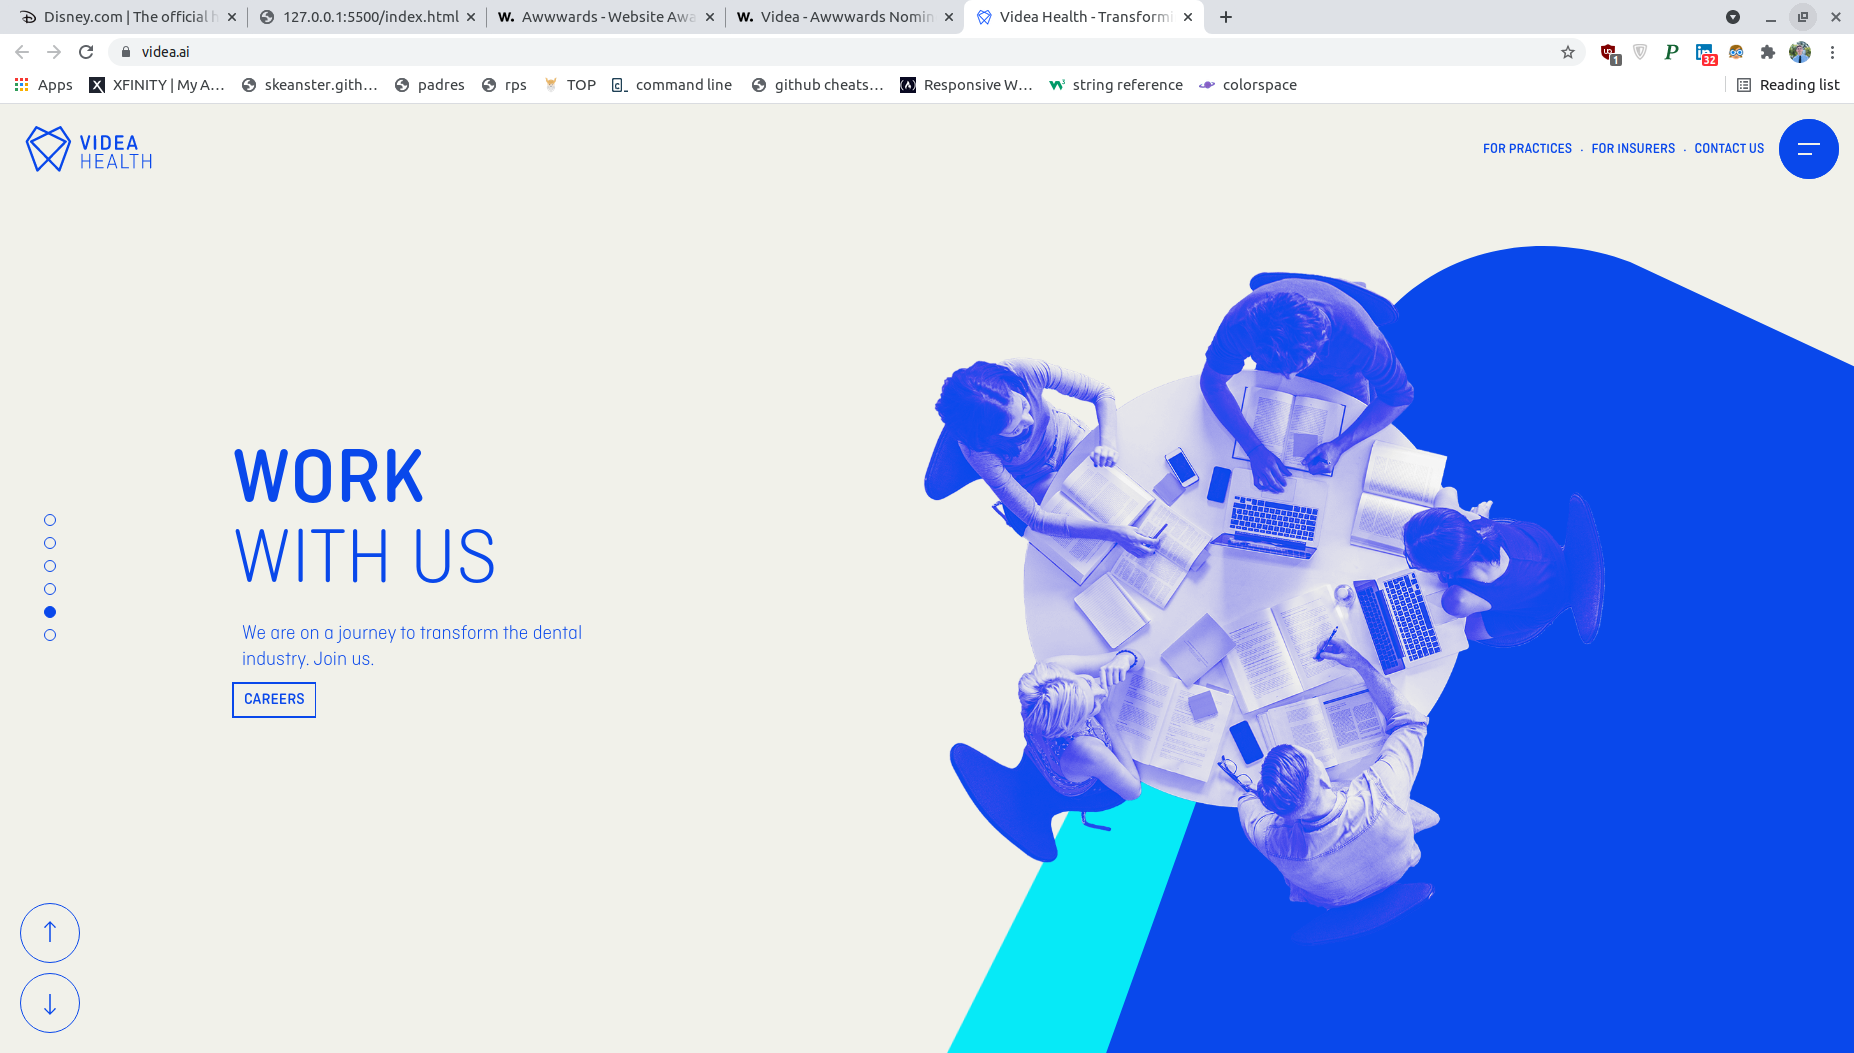 Disney.com | The official h
127.0.0.1:5500/index.html
W. Awwwards - Website Awa
W. Videa - Awwwards Nomin
Videa Health - Transformi
videa.ai
1
P
32
Apps
XFINITY | My A...
skeanster.gith...
padres
rps
TOP
command line
github cheats...
Responsive W...
string reference
colorspace
Reading list
VIDEA
HEALTH
FOR PRACTICES · FOR INSURERS · CONTACT US
WORK
WITH US
We are on a journey to transform the dental
industry. Join us.
CAREERS